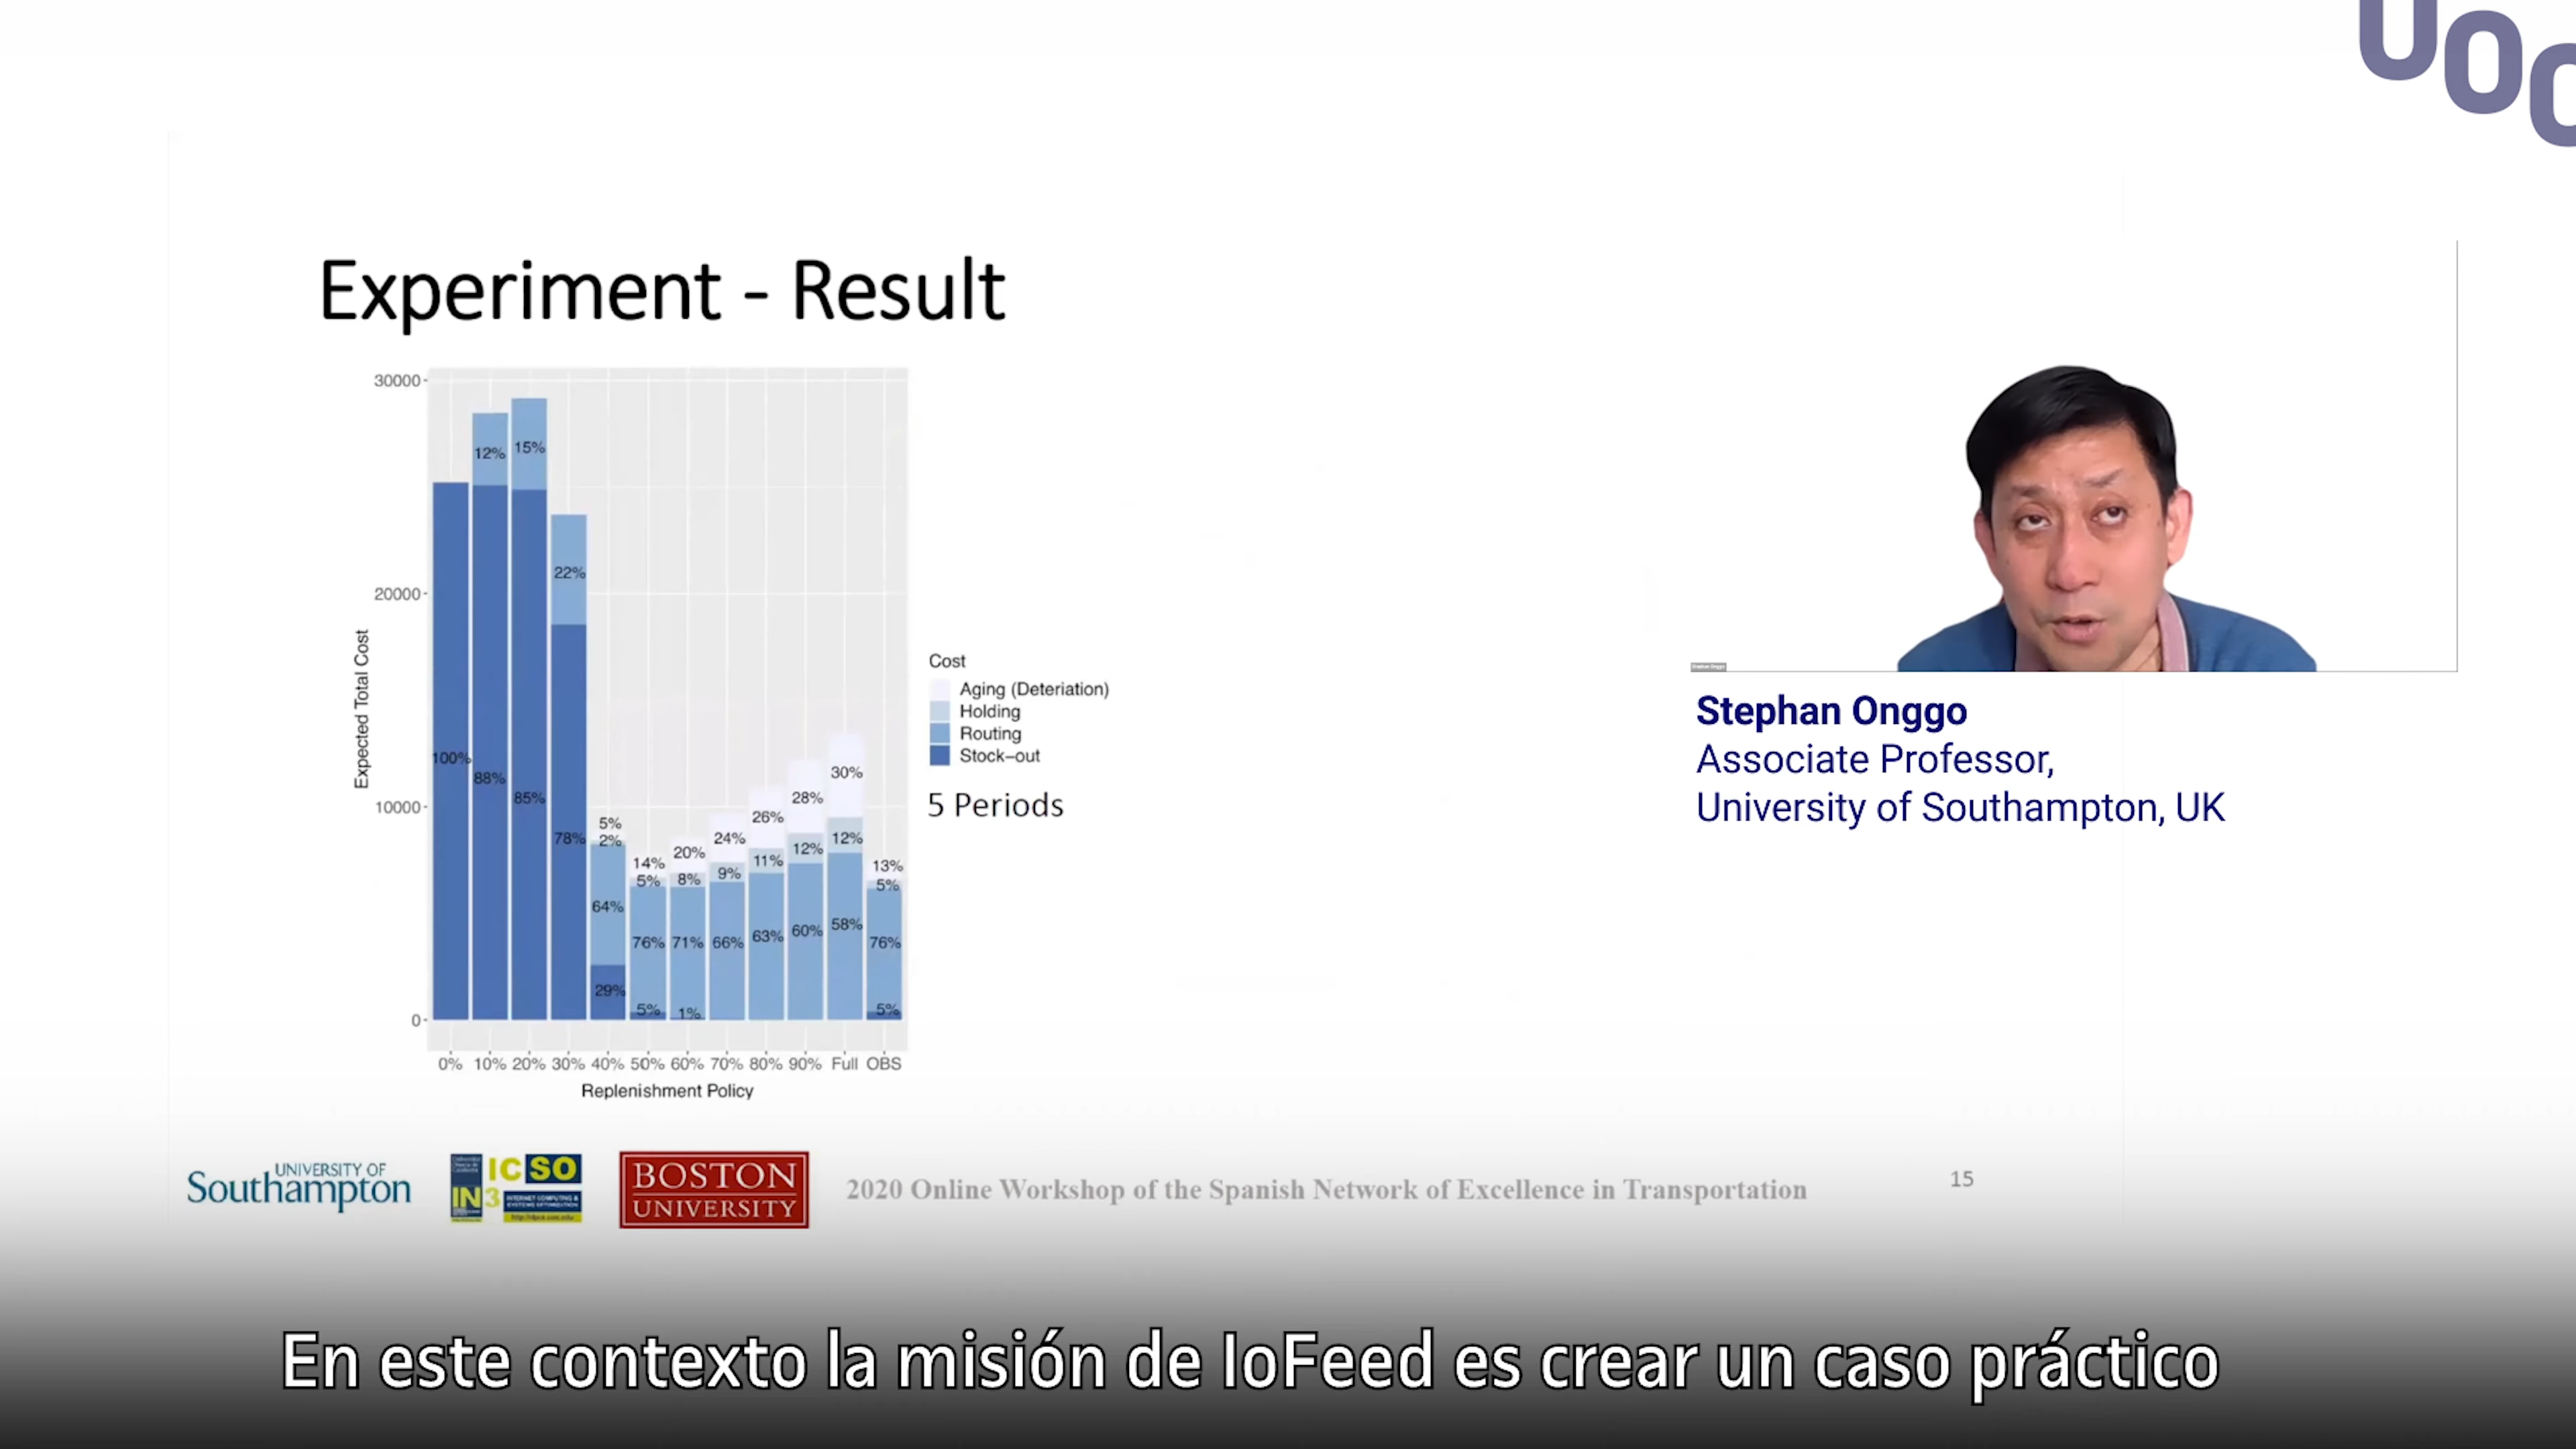 UOC
Experiment - Result
30000
20000
10000
0
Expected Total Cost
100%
12%
88%
15%
85%
22%
78%
5%
2%
64%
29%
14%
5%
76%
5%
20%
8%
71%
1%
24%
9%
66%
26%
11%
63%
28%
12%
60%
30%
12%
58%
13%
5%
76%
5%
0% 10% 20% 30% 40% 50% 60% 70% 80% 90% Full OBS
Replenishment Policy
Cost
Aging (Deteriation)
Holding
Routing
Stock–out
5 Periods
Stephan Onggo
Associate Professor,
University of Southampton, UK
UNIVERSITY OF
Southampton
ICSO
IN3
INTERNET COMPUTING &
SYSTEMS OPTIMIZATION
BOSTON
UNIVERSITY
2020 Online Workshop of the Spanish Network of Excellence in Transportation
15
En este contexto la misión de IoFeed es crear un caso práctico